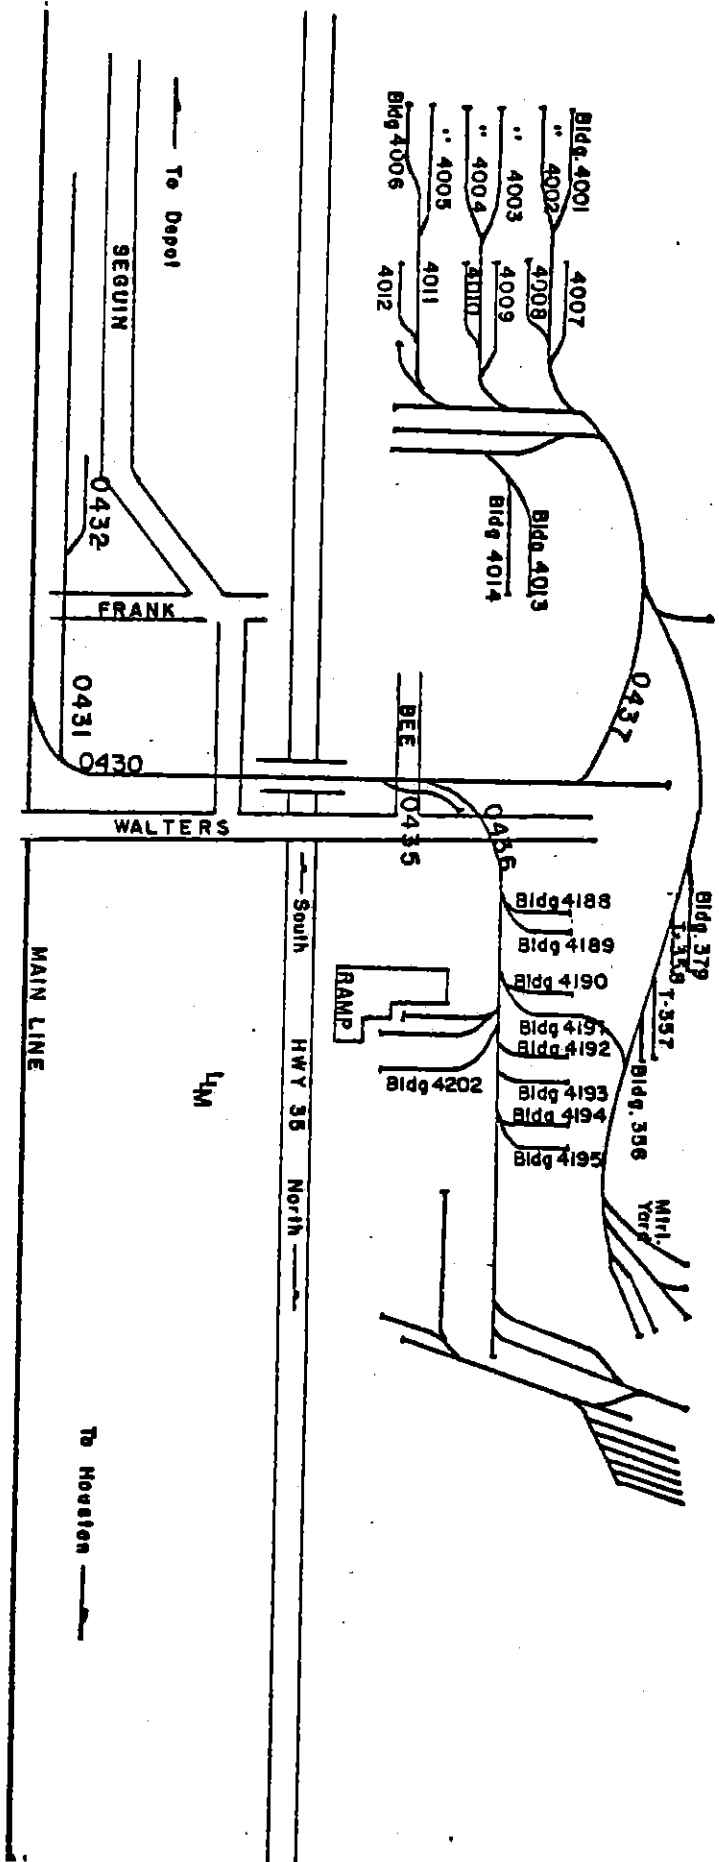 Bldg. 4001
" 4002
" 4003
" 4004
" 4005
Bldg 4006
4007
4008
4009
4010
4011
4012
Bldg 4013
Bldg 4014
To Depot
SEGUIN
0432
FRANK
0431
0430
BEE
0437
0435
0436
WALTERS
South
HWY 36
North
MAIN LINE
RAMP
Bldg 4188
Bldg 4189
Bldg 4190
Bldg 4191
Bldg 4192
Bldg 4193
Bldg 4194
Bldg 4195
Bldg 4202
Bldg. 379
T-358
T-357
Bldg. 356
Mtrl.
Yard
To Houston